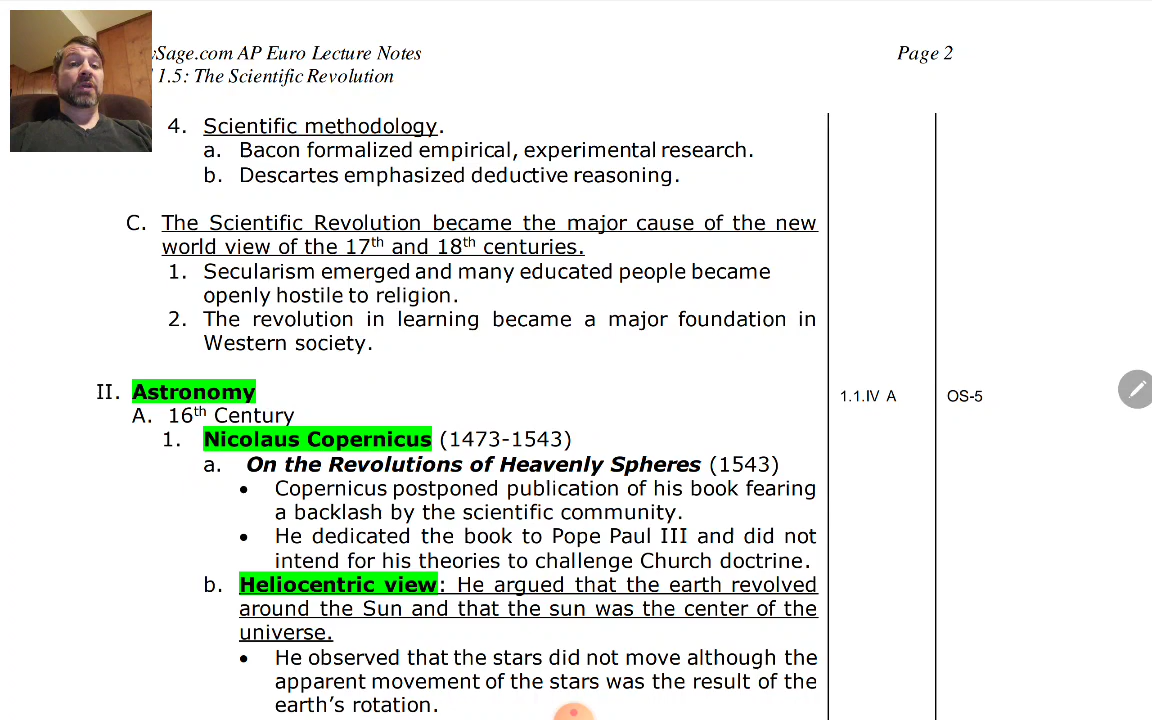 Sage.com AP Euro Lecture Notes
Page 2
1.5: The Scientific Revolution
4. Scientific methodology.
a. Bacon formalized empirical, experimental research.
b. Descartes emphasized deductive reasoning.
C. The Scientific Revolution became the major cause of the new
world view of the 17th and 18th centuries.
1. Secularism emerged and many educated people became
openly hostile to religion.
2. The revolution in learning became a major foundation in
Western society.
II. Astronomy
1.1.IV A
OS-5
A. 16th Century
1. Nicolaus Copernicus (1473-1543)
a. On the Revolutions of Heavenly Spheres (1543)
• Copernicus postponed publication of his book fearing
a backlash by the scientific community.
• He dedicated the book to Pope Paul III and did not
intend for his theories to challenge Church doctrine.
b. Heliocentric view: He argued that the earth revolved
around the Sun and that the sun was the center of the
universe.
• He observed that the stars did not move although the
apparent movement of the stars was the result of the
earth’s rotation.